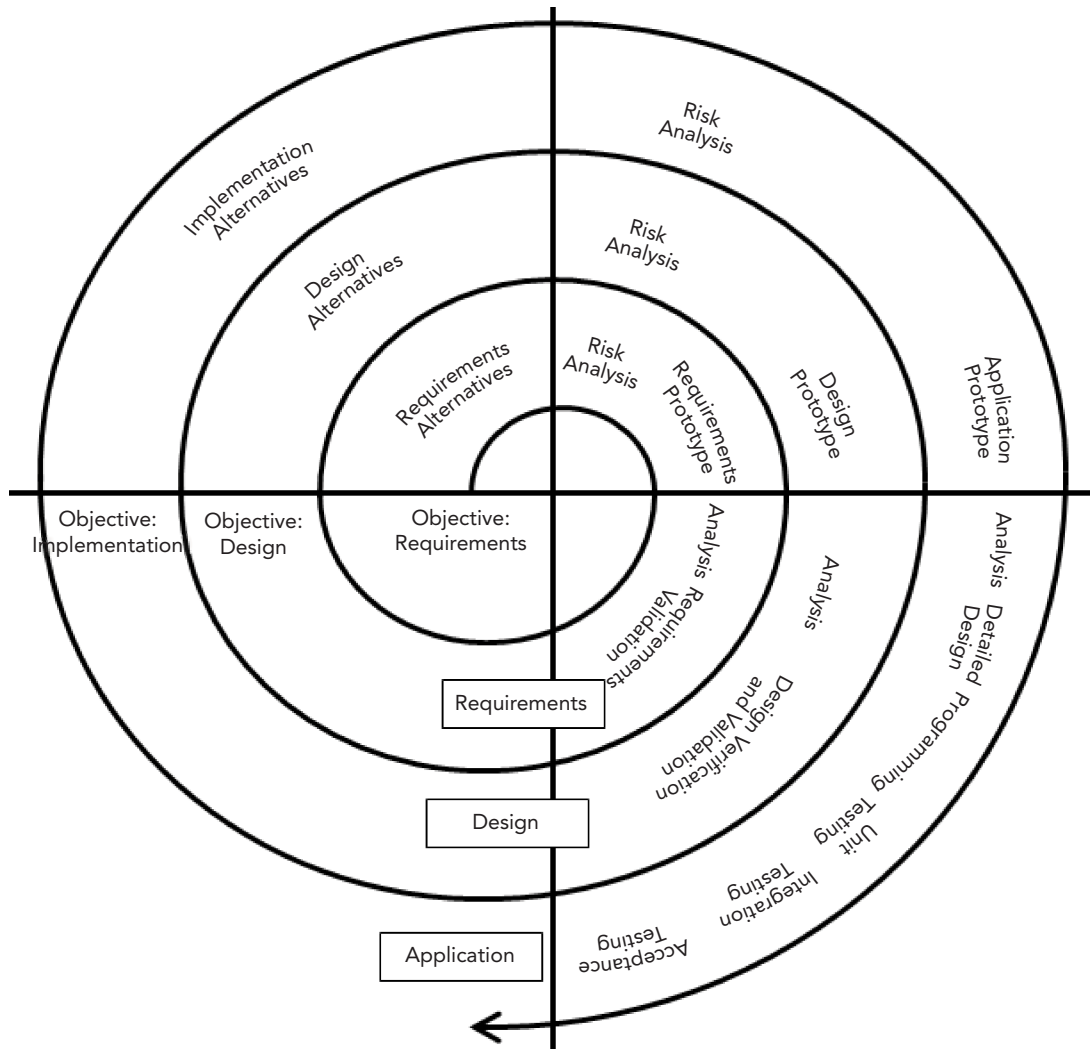 Risk
Analysis
Implementation
Alternatives
Risk
Analysis
Design
Alternatives
Risk
Analysis
Requirements
Alternatives
Requirements
Prototype
Design
Prototype
Application
Prototype
Objective:
Implementation
Objective:
Design
Objective:
Requirements
Analysis
Requirements
Validation
Analysis
Design Verification
and Validation
Analysis
Detailed
Design
Programming
Unit
Testing
Integration
Testing
Acceptance
Testing
Requirements
Design
Application